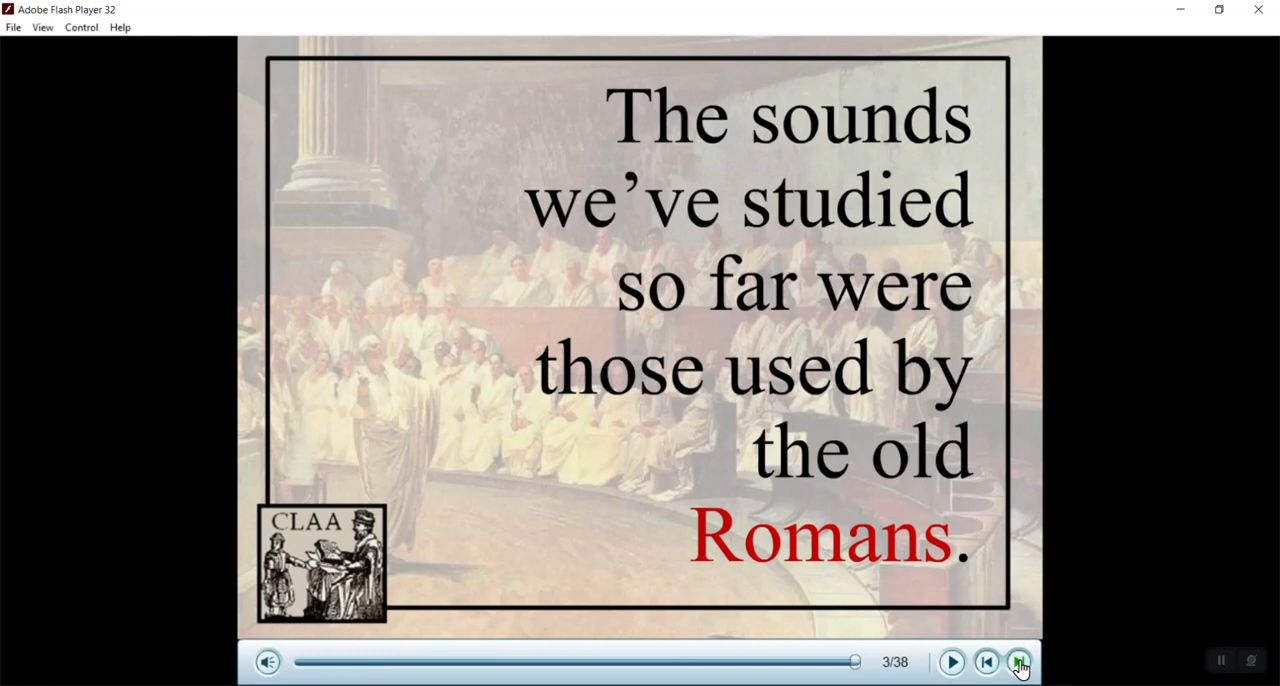 Adobe Flash Player 32
File View Control Help
The sounds
we’ve studied
so far were
those used by
the old
Romans.
CLAA
3/38